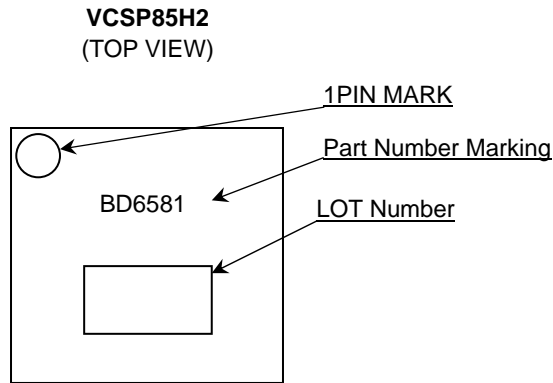 VCSP85H2
(TOP VIEW)
1PIN MARK
Part Number Marking
BD6581
LOT Number